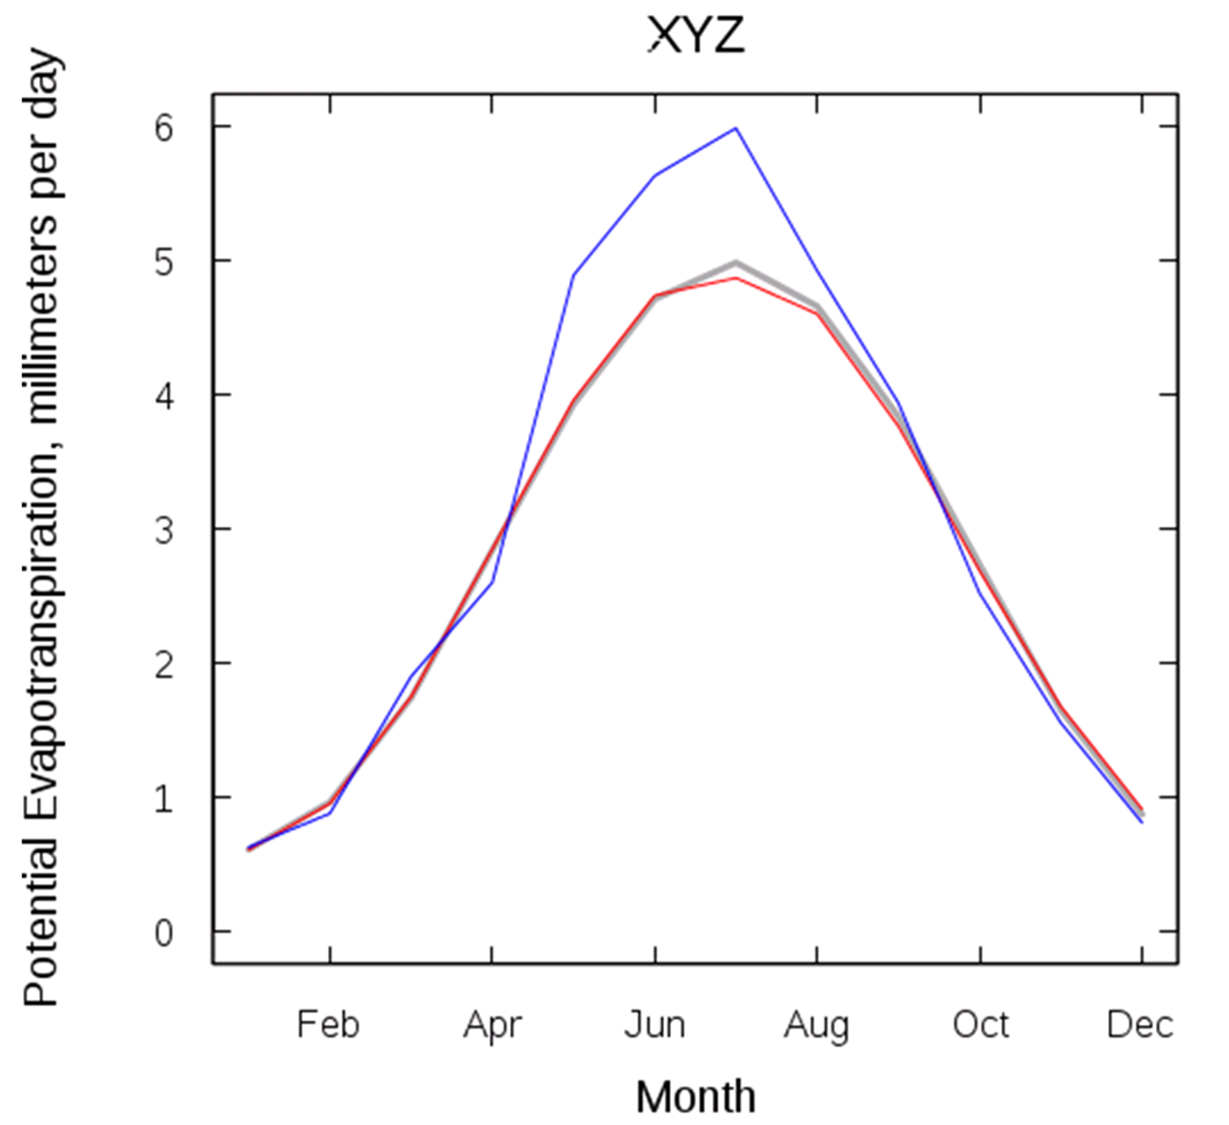 XYZ
Potential Evapotranspiration, millimeters per day
6
5
4
3
2
1
0
Feb Apr Jun Aug Oct Dec
Month